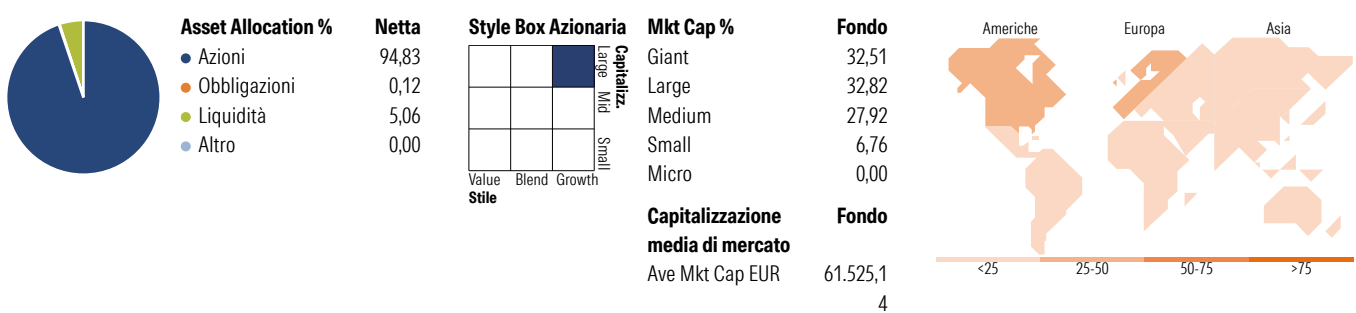 Asset Allocation % Netta
Azioni 94,83
Obbligazioni 0,12
Liquidità 5,06
Altro 0,00
Style Box Azionaria
Capitalizz.
Large Mid Small
Value Blend Growth
Stile
Mkt Cap % Fondo
Giant 32,51
Large 32,82
Medium 27,92
Small 6,76
Micro 0,00
Capitalizzazione Fondo
media di mercato
Ave Mkt Cap EUR 61.525,1
4
Americhe Europa Asia
<25 25-50 50-75 >75